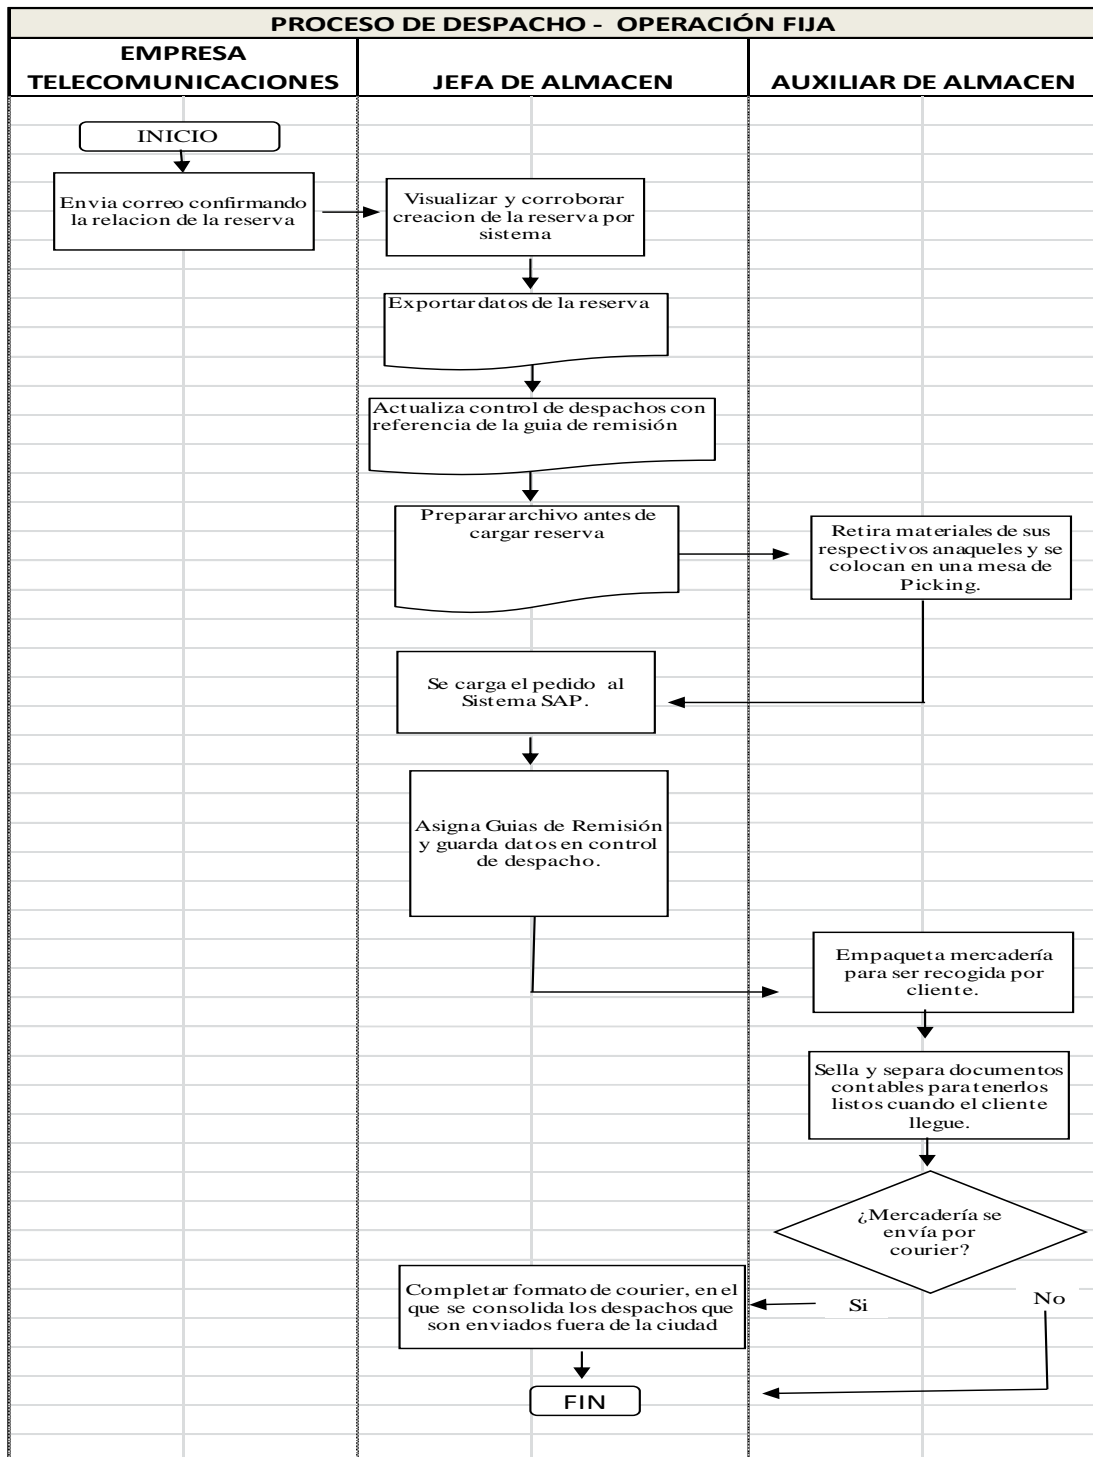 PROCESO DE DESPACHO - OPERACIÓN FIJA
EMPRESA
TELECOMUNICACIONES
JEFA DE ALMACEN
AUXILIAR DE ALMACEN
INICIO
Envia correo confirmando
la relacion de la reserva
Visualizar y corroborar
creacion de la reserva por
sistema
Exportar datos de la reserva
Actualiza control de despachos con
referencia de la guia de remisión
Preparar archivo antes de
cargar reserva
Retira materiales de sus
respectivos anaqueles y se
colocan en una mesa de
Picking.
Se carga el pedido al
Sistema SAP.
Asigna Guias de Remisión
y guarda datos en control
de despacho.
Empaqueta mercadería
para ser recogida por
cliente.
Sella y separa documentos
contables para tenerlos
listos cuando el cliente
llegue.
¿Mercadería se
envía por
courier?
Completar formato de courier, en el
que se consolida los despachos que
son enviados fuera de la ciudad
Si
No
FIN